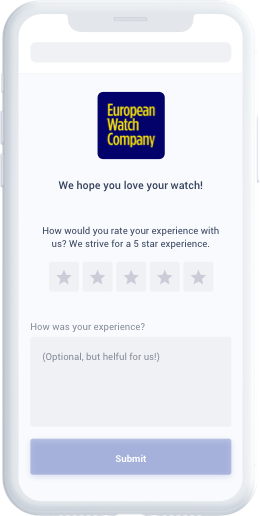 European
Watch
Company
We hope you love your watch!
How would you rate your experience with
us? We strive for a 5 star experience.
How was your experience?
(Optional, but helful for us!)
Submit